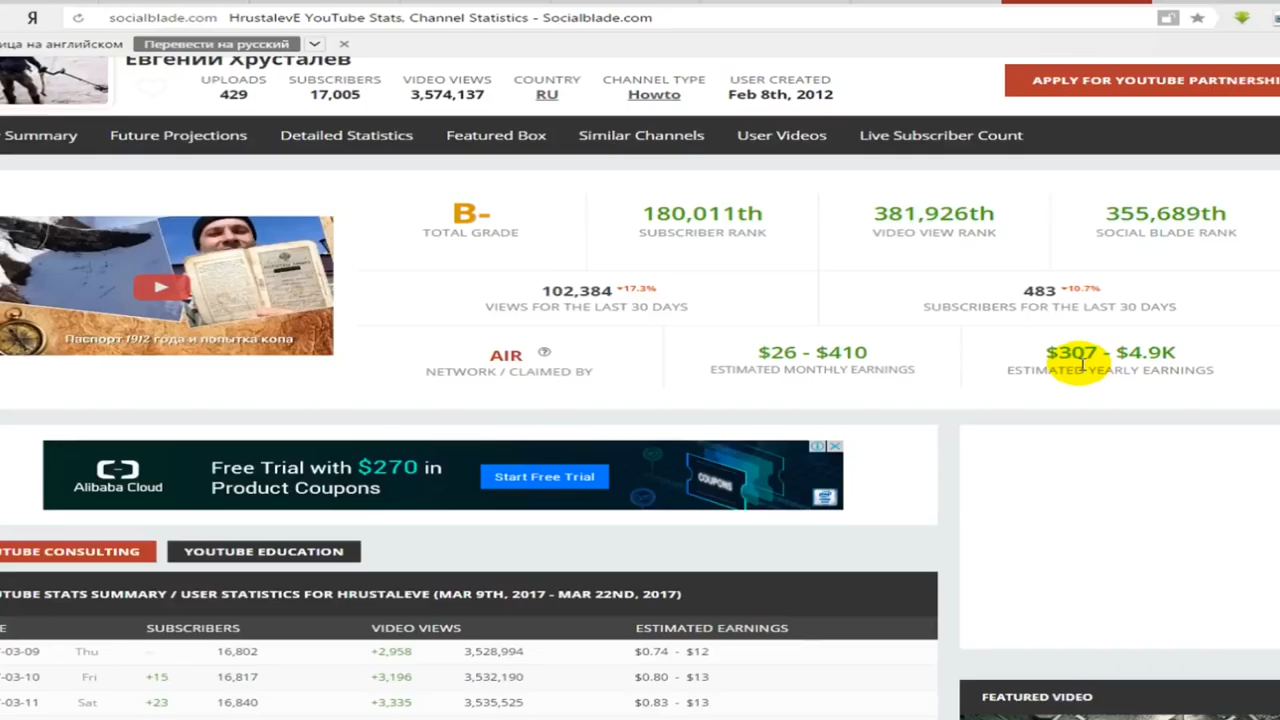 Я socialblade.com HrustalevE YouTube Stats, Channel Statistics - Socialblade.com
ица на английском Перевести на русский
Евгений Хрусталев
UPLOADS SUBSCRIBERS VIDEO VIEWS COUNTRY CHANNEL TYPE USER CREATED
429 17,005 3,574,137 RU Howto Feb 8th, 2012
APPLY FOR YOUTUBE PARTNERSHI
Summary Future Projections Detailed Statistics Featured Box Similar Channels User Videos Live Subscriber Count
B- 180,011th 381,926th 355,689th
TOTAL GRADE SUBSCRIBER RANK VIDEO VIEW RANK SOCIAL BLADE RANK
102,384 17.3% 483 10.7%
VIEWS FOR THE LAST 30 DAYS SUBSCRIBERS FOR THE LAST 30 DAYS
Паспорт 1912 года и попытка копа
AIR $26 - $410 $307 - $4.9K
NETWORK / CLAIMED BY ESTIMATED MONTHLY EARNINGS ESTIMATED YEARLY EARNINGS
Alibaba Cloud
Free Trial with $270 in
Product Coupons
Start Free Trial
COUPONS
UTUBE CONSULTING YOUTUBE EDUCATION
UTUBE STATS SUMMARY / USER STATISTICS FOR HRUSTALEVE (MAR 9TH, 2017 - MAR 22ND, 2017)
E SUBSCRIBERS VIDEO VIEWS ESTIMATED EARNINGS
-03-09 Thu -- 16,802 +2,958 3,528,994 $0.74 - $12
-03-10 Fri +15 16,817 +3,196 3,532,190 $0.80 - $13
-03-11 Sat +23 16,840 +3,335 3,535,525 $0.83 - $13
FEATURED VIDEO